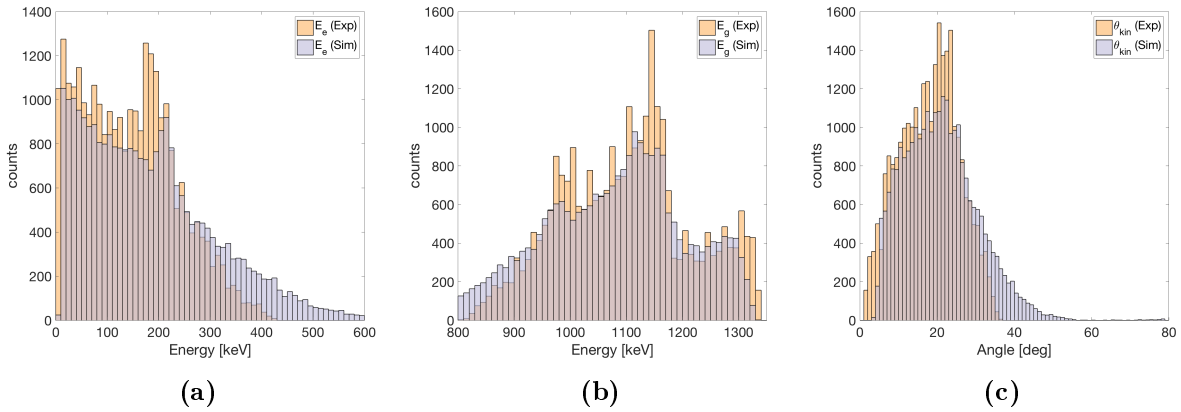 1400
1200
1000
800
600
400
200
0
counts
0 100 200 300 400 500 600
Energy [keV]
E_e (Exp)
E_e (Sim)
(a)
1600
1400
1200
1000
800
600
400
200
0
counts
800 900 1000 1100 1200 1300
Energy [keV]
E_g (Exp)
E_g (Sim)
(b)
1600
1400
1200
1000
800
600
400
200
0
counts
0 20 40 60 80
Angle [deg]
θ_kin (Exp)
θ_kin (Sim)
(c)